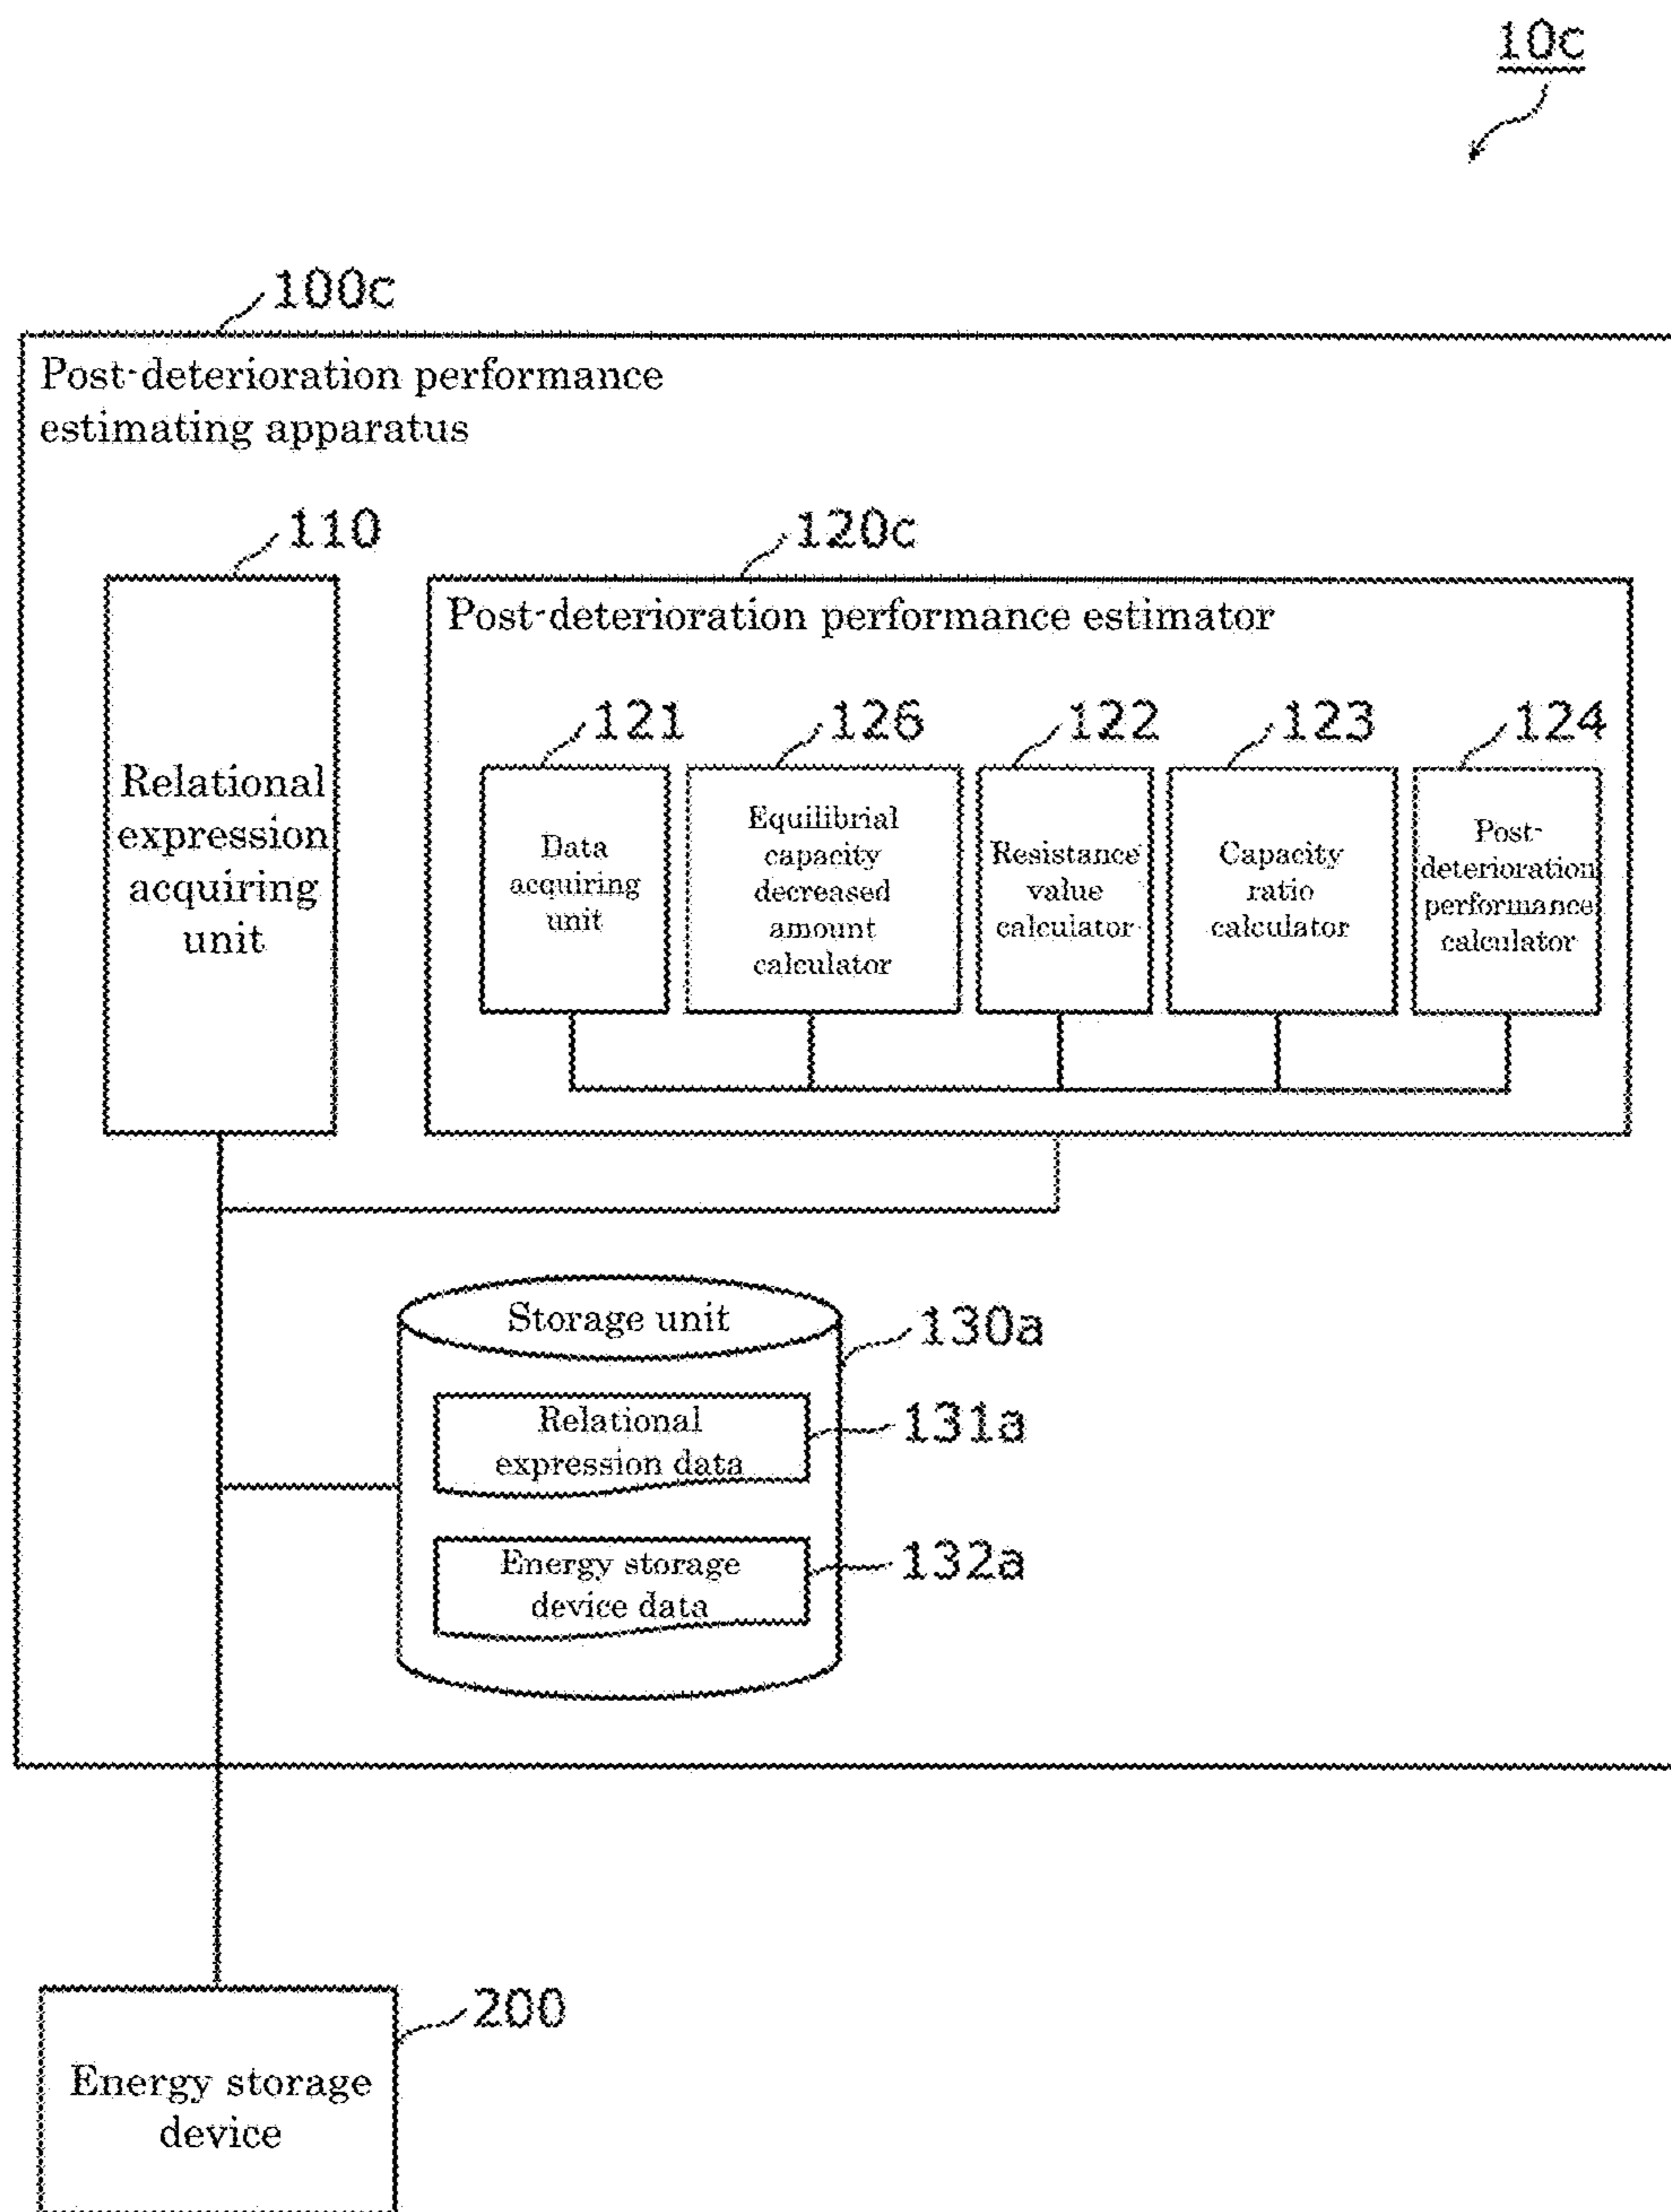 10c
100c
Post-deterioration performance
estimating apparatus
110
120c
Relational
expression
acquiring
unit
Post-deterioration performance estimator
121
126
122
123
124
Data
acquiring
unit
Equilibrial
capacity
decreased
amount
calculator
Resistance
value
calculator
Capacity
ratio
calculator
Post-
deterioration
performance
calculator
Storage unit
130a
Relational
expression data
131a
Energy storage
device data
132a
200
Energy storage
device